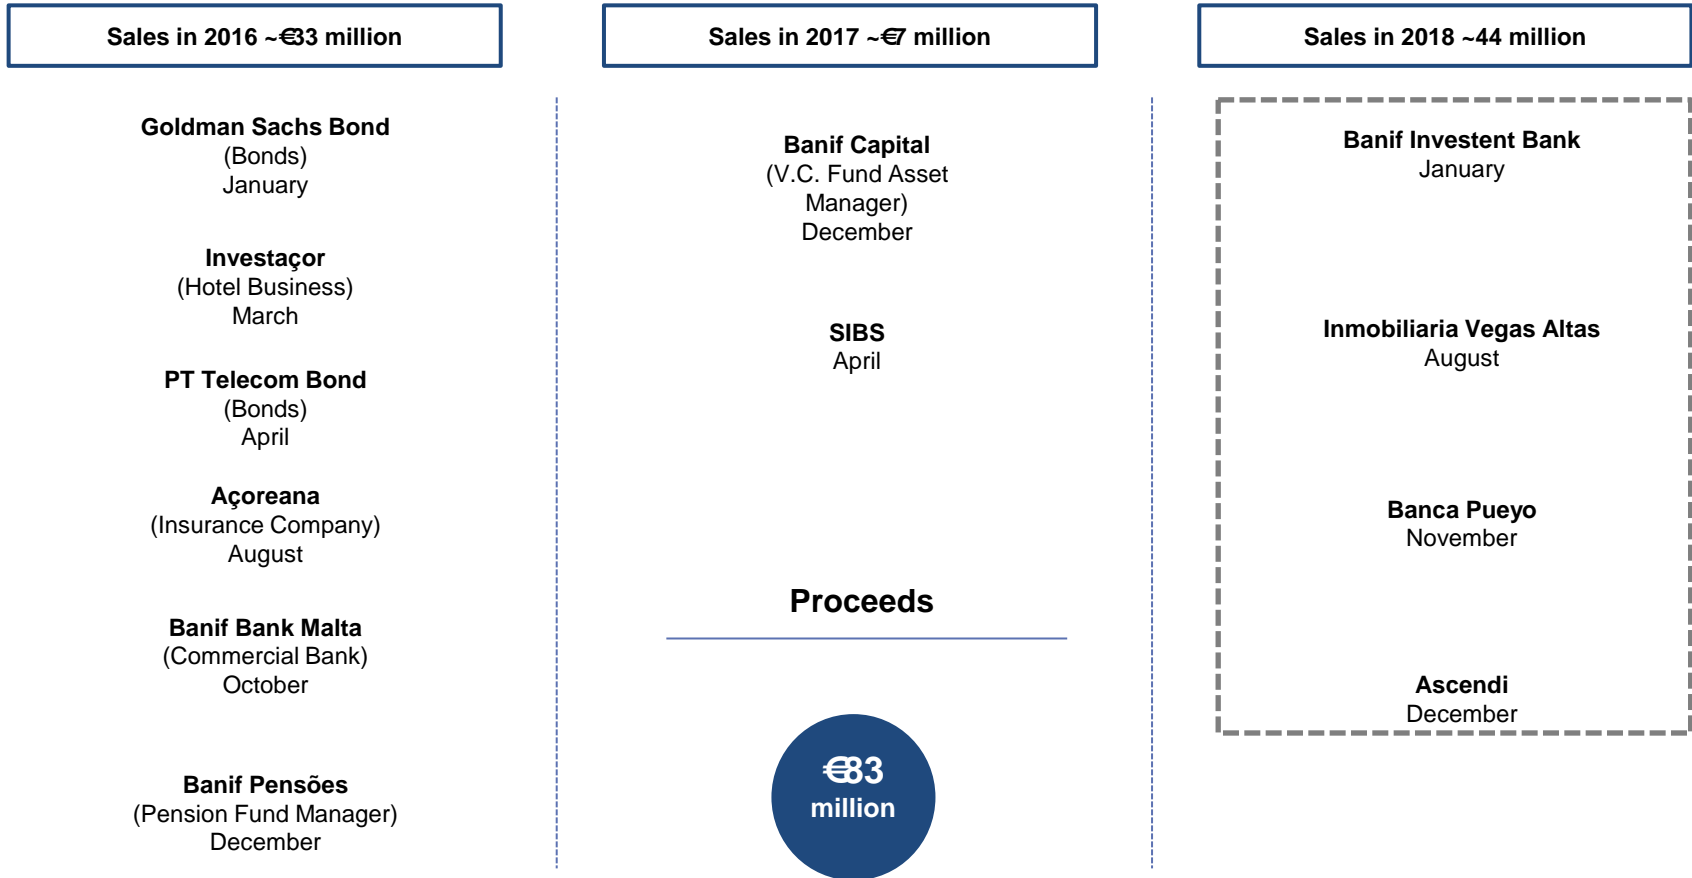 Sales in 2016 ~€33 million
Goldman Sachs Bond
(Bonds)
January
Investaçor
(Hotel Business)
March
PT Telecom Bond
(Bonds)
April
Açoreana
(Insurance Company)
August
Banif Bank Malta
(Commercial Bank)
October
Banif Pensões
(Pension Fund Manager)
December
Sales in 2017 ~€7 million
Banif Capital
(V.C. Fund Asset
Manager)
December
SIBS
April
Proceeds
€83
million
Sales in 2018 ~44 million
Banif Investent Bank
January
Inmobiliaria Vegas Altas
August
Banca Pueyo
November
Ascendi
December